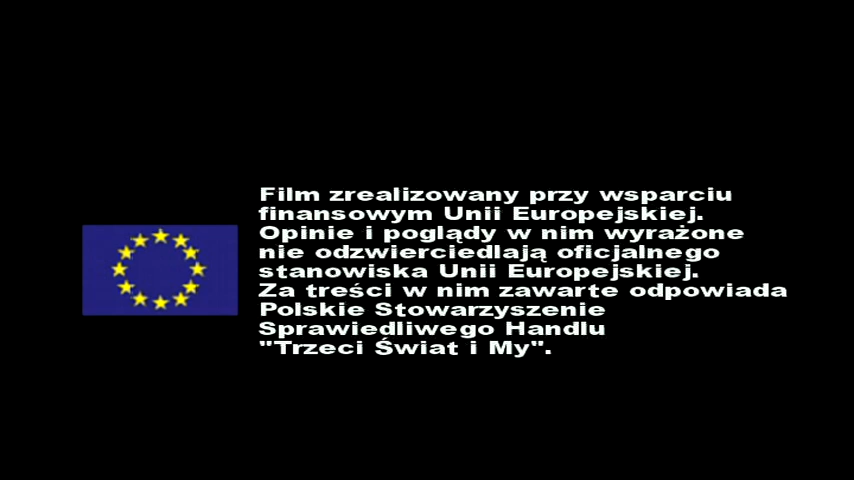 Film zrealizowany przy wsparciu
finansowym Unii Europejskiej.
Opinie i poglądy w nim wyrażone
nie odzwierciedlają oficjalnego
stanowiska Unii Europejskiej.
Za treści w nim zawarte odpowiada
Polskie Stowarzyszenie
Sprawiedliwego Handlu
"Trzeci Świat i My".